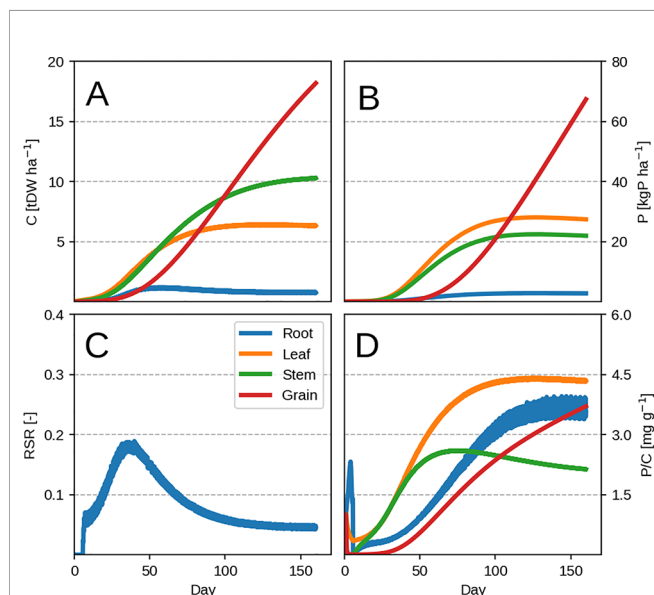 20
15
10
5
C [tDW ha⁻¹]
A
B
80
60
40
20
P [kgP ha⁻¹]
0.4
0.3
0.2
0.1
RSR [-]
C
Root
Leaf
Stem
Grain
D
6.0
4.5
3.0
1.5
P/C [mg g⁻¹]
0 50 100 150
Day
0 50 100 150
Day